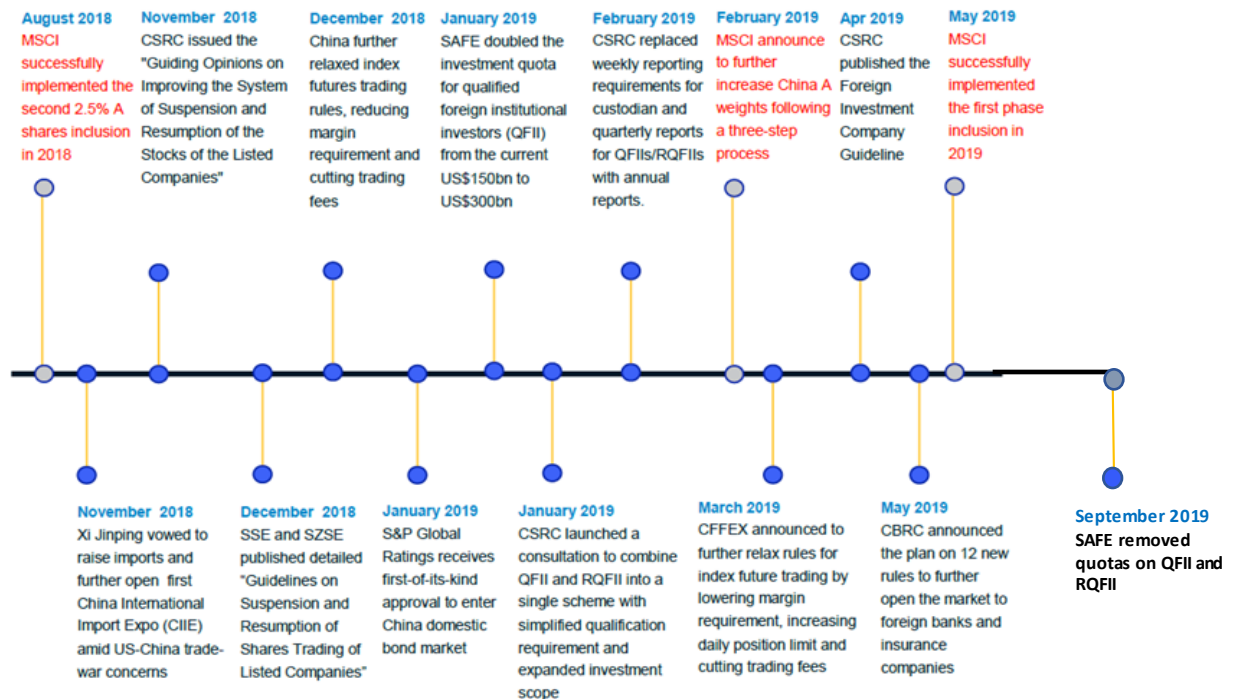 August 2018
MSCI
successfully
implemented the
second 2.5% A
shares inclusion
in 2018
November 2018
CSRC issued the
"Guiding Opinions on
Improving the System
of Suspension and
Resumption of the
Stocks of the Listed
Companies"
December 2018
China further
relaxed index
futures trading
rules, reducing
margin
requirement and
cutting trading
fees
January 2019
SAFE doubled the
investment quota
for qualified
foreign institutional
investors (QFII)
from the current
US$150bn to
US$300bn
February 2019
CSRC replaced
weekly reporting
requirements for
custodian and
quarterly reports
for QFIIs/RQFIIs
with annual
reports.
February 2019
MSCI announce
to further
increase China A
weights following
a three-step
process
Apr 2019
CSRC
published the
Foreign
Investment
Company
Guideline
May 2019
MSCI
successfully
implemented
the first phase
inclusion in
2019
November 2018
Xi Jinping vowed to
raise imports and
further open first
China International
Import Expo (CIIE)
amid US-China trade-
war concerns
December 2018
SSE and SZSE
published detailed
"Guidelines on
Suspension and
Resumption of
Shares Trading of
Listed Companies"
January 2019
S&P Global
Ratings receives
first-of-its-kind
approval to enter
China domestic
bond market
January 2019
CSRC launched a
consultation to combine
QFII and RQFII into a
single scheme with
simplified qualification
requirement and
expanded investment
scope
March 2019
CFFEX announced to
further relax rules for
index future trading by
lowering margin
requirement, increasing
daily position limit and
cutting trading fees
May 2019
CBRC announced
the plan on 12 new
rules to further
open the market to
foreign banks and
insurance
companies
September 2019
SAFE removed
quotas on QFII and
RQFII